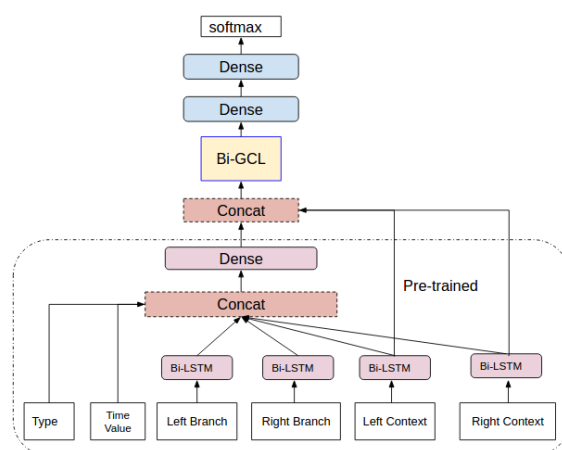 softmax
Dense
Dense
Bi-GCL
Concat
Dense
Pre-trained
Concat
Bi-LSTM
Bi-LSTM
Bi-LSTM
Bi-LSTM
Type
Time
Value
Left Branch
Right Branch
Left Context
Right Context